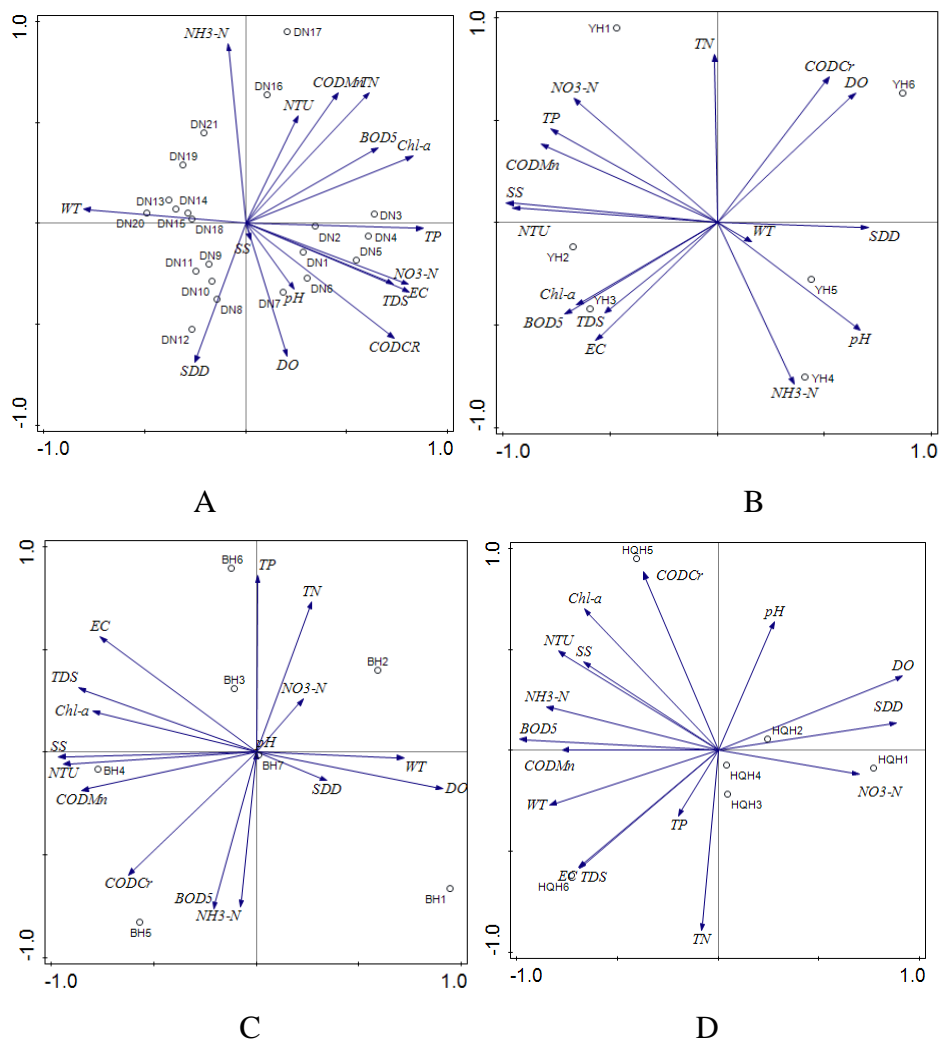 1.0
NH3-N
DN17
CODMn
TN
DN16
NTU
DN21
BOD5
Chl-a
DN19
WT
DN13
DN14
DN3
DN20
DN15
DN18
DN2
DN4
TP
SS
DN5
DN9
DN1
DN11
NO3-N
DN10
DN6
TDS
EC
DN7
pH
DN8
DN12
CODCR
SDD
DO
-1.0
-1.0
1.0
A
1.0
YH1
TN
CODCr
DO
YH6
NO3-N
TP
CODMn
SS
NTU
WT
SDD
YH2
YH5
Chl-a
YH3
BOD5
TDS
EC
pH
YH4
NH3-N
-1.0
-1.0
1.0
B
1.0
BH6
TP
TN
EC
BH2
TDS
BH3
NO3-N
Chl-a
pH
SS
NTU
BH4
BH7
WT
CODMn
SDD
DO
CODCr
BOD5
BH1
NH3-N
BH5
-1.0
-1.0
1.0
C
1.0
HQH5
CODCr
Chl-a
pH
NTU
SS
DO
NH3-N
SDD
BOD5
HQH2
CODMn
HQH4
HQH1
NO3-N
WT
HQH3
TP
EC
TDS
HQH6
TN
-1.0
-1.0
1.0
D